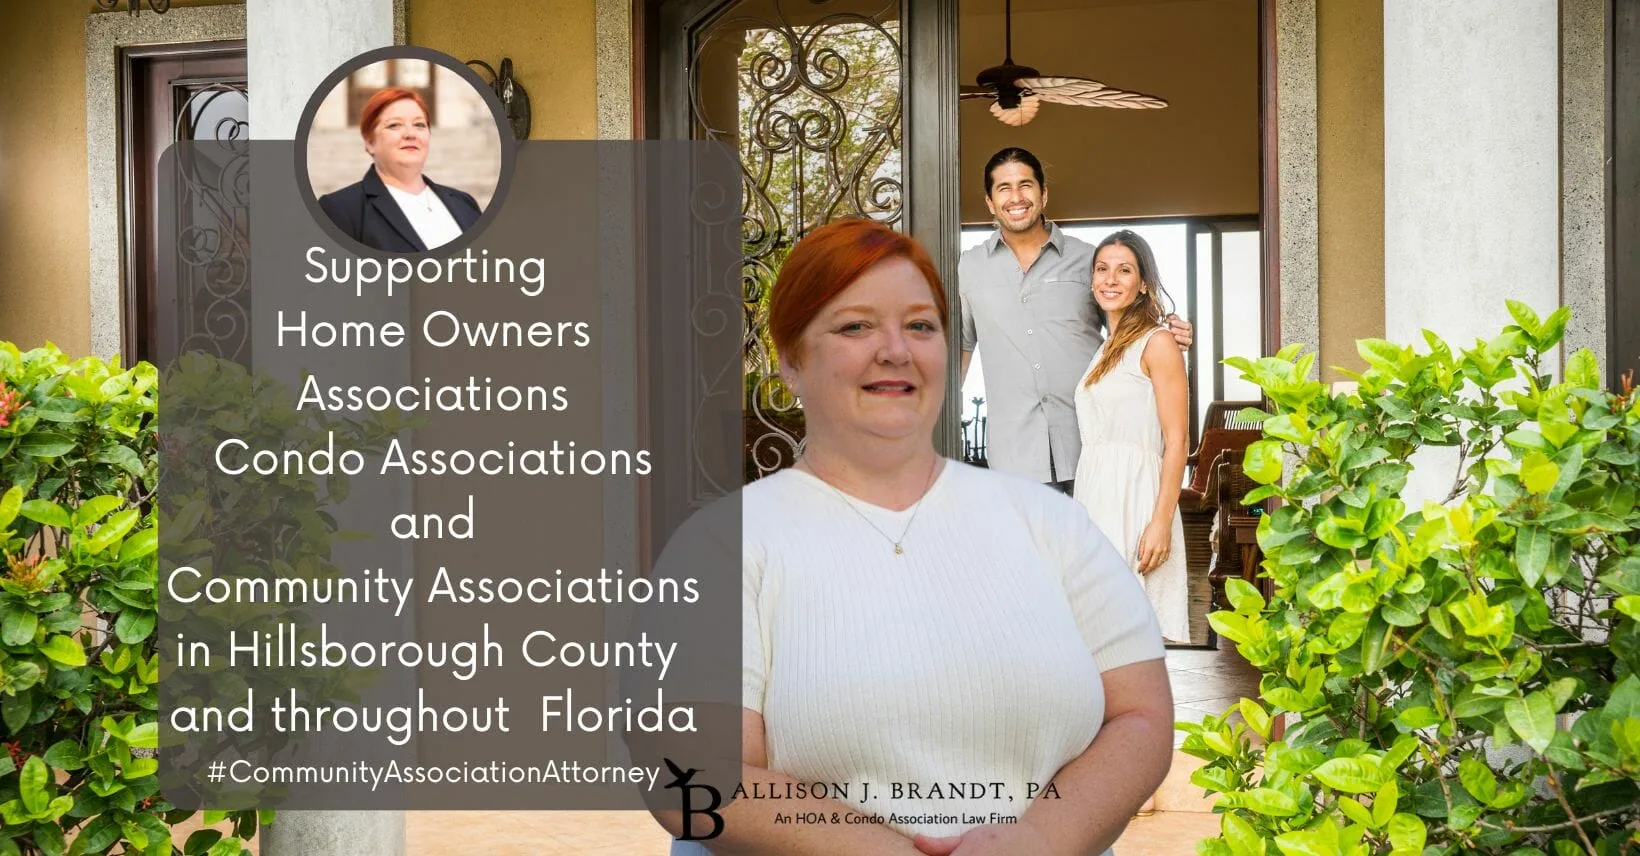 Supporting
Home Owners
Associations
Condo Associations
and
Community Associations
in Hillsborough County
and throughout Florida
#CommunityAssociationAttorney
B
ALLISON J. BRANDT, PA
An HOA & Condo Association Law Firm